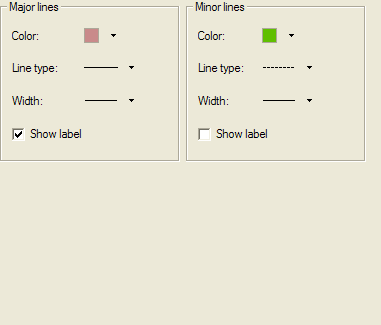 Major lines
Color:
Line type:
Width:
Show label
Minor lines
Color:
Line type:
Width:
Show label